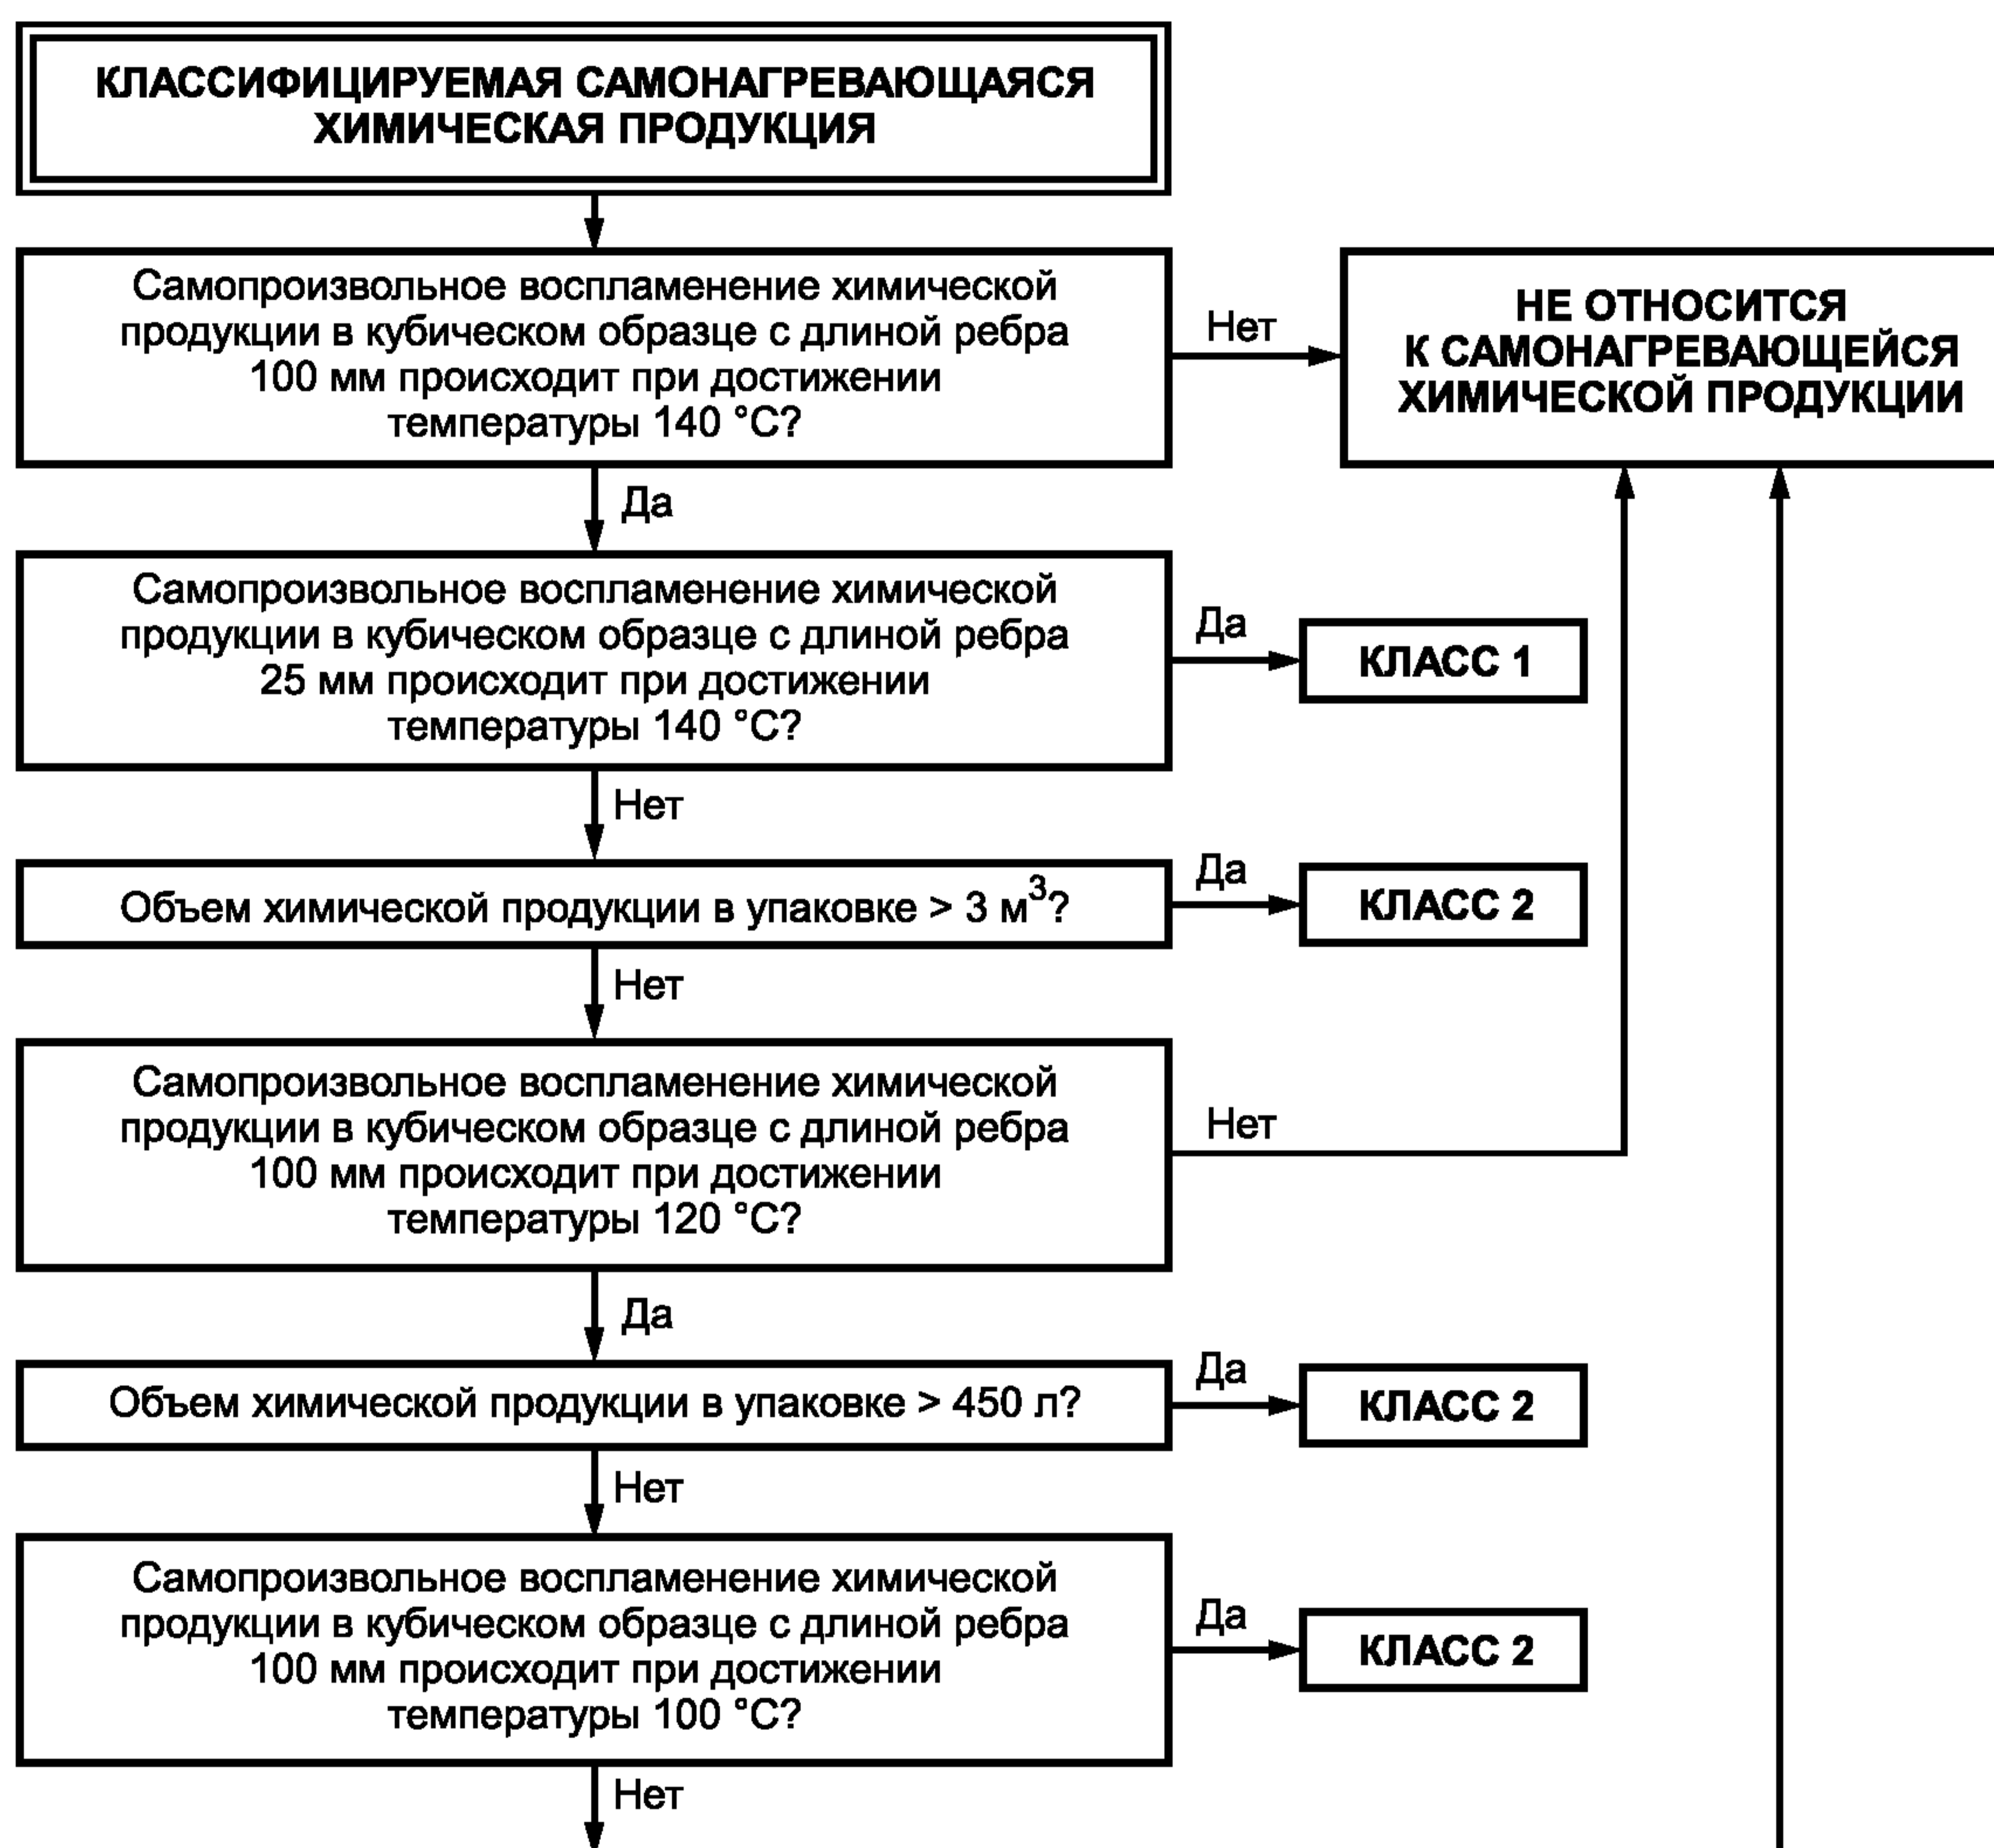 КЛАССИФИЦИРУЕМАЯ САМОНАГРЕВАЮЩАЯСЯ
ХИМИЧЕСКАЯ ПРОДУКЦИЯ
Самопроизвольное воспламенение химической
продукции в кубическом образце с длиной ребра
100 мм происходит при достижении
температуры 140 °С?
Нет
НЕ ОТНОСИТСЯ
К САМОНАГРЕВАЮЩЕЙСЯ
ХИМИЧЕСКОЙ ПРОДУКЦИИ
Да
Самопроизвольное воспламенение химической
продукции в кубическом образце с длиной ребра
25 мм происходит при достижении
температуры 140 °С?
Да
КЛАСС 1
Нет
Объем химической продукции в упаковке > 3 м³?
Да
КЛАСС 2
Нет
Самопроизвольное воспламенение химической
продукции в кубическом образце с длиной ребра
100 мм происходит при достижении
температуры 120 °С?
Нет
Да
Объем химической продукции в упаковке > 450 л?
Да
КЛАСС 2
Нет
Самопроизвольное воспламенение химической
продукции в кубическом образце с длиной ребра
100 мм происходит при достижении
температуры 100 °С?
Да
КЛАСС 2
Нет